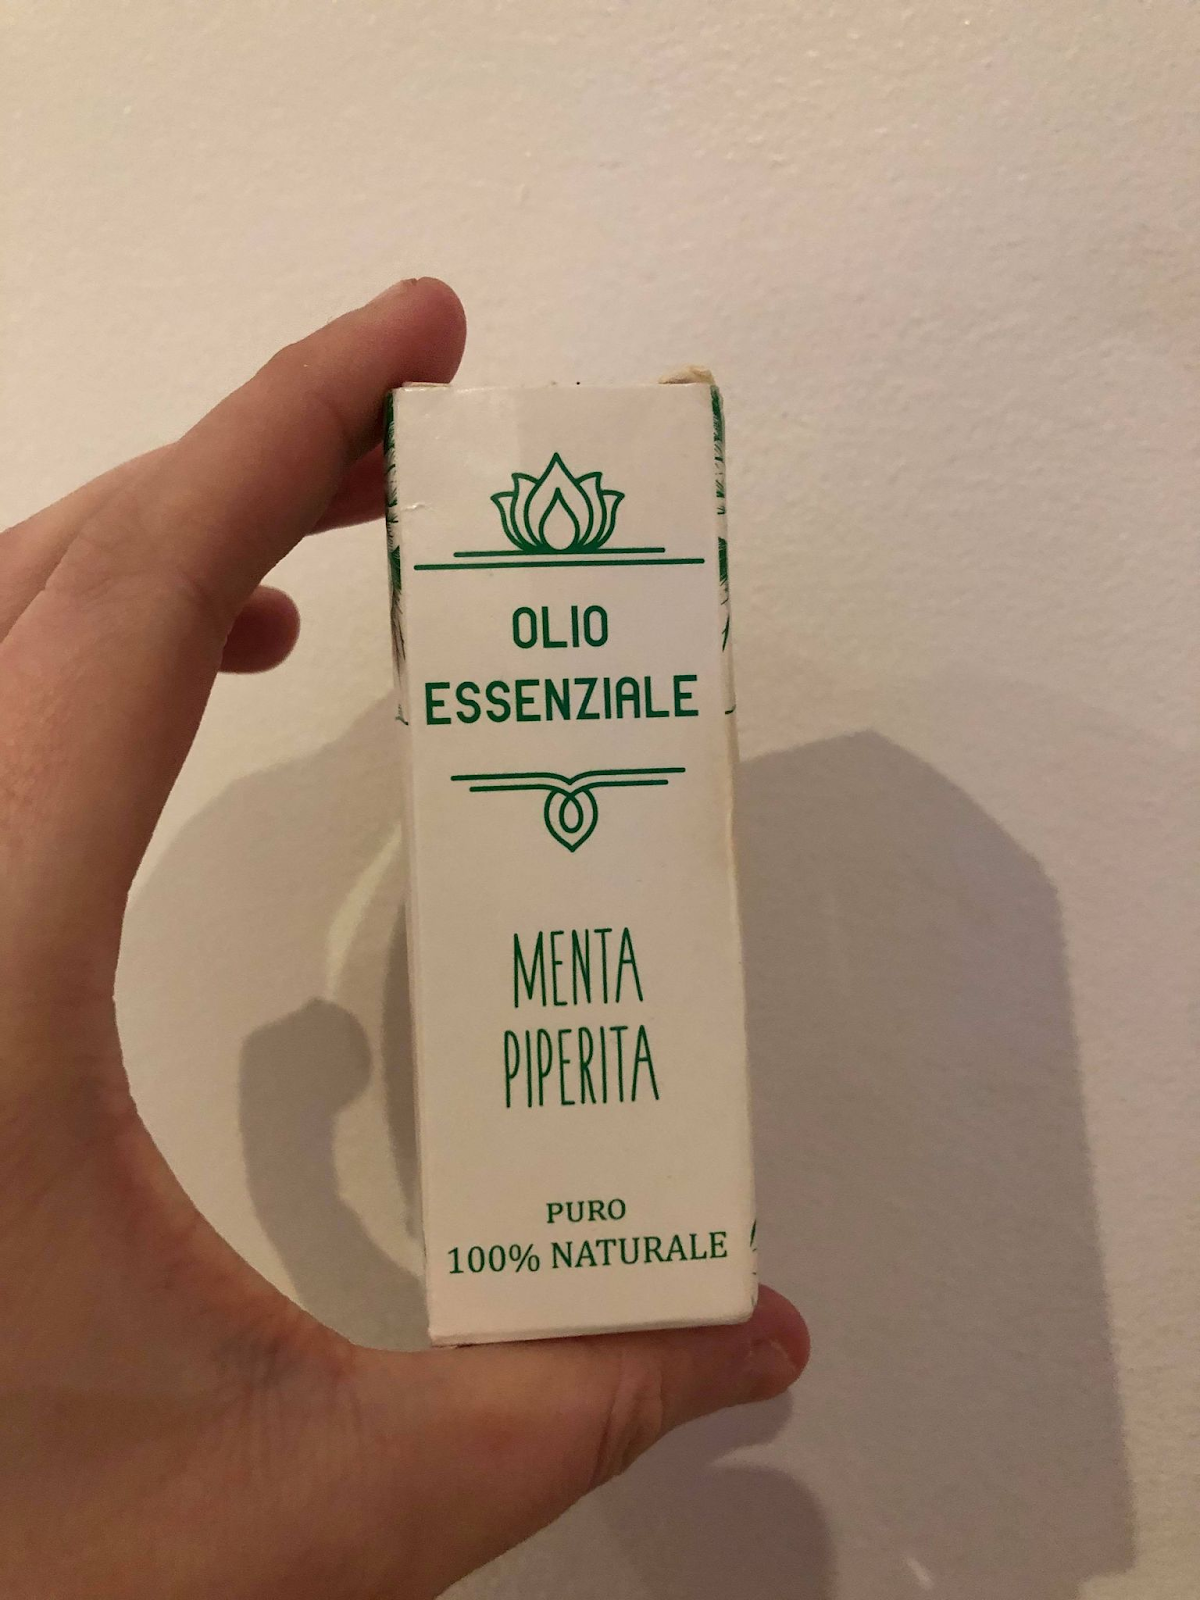 OLIO
ESSENZIALE
MENTA
PIPERITA
PURO
100% NATURALE